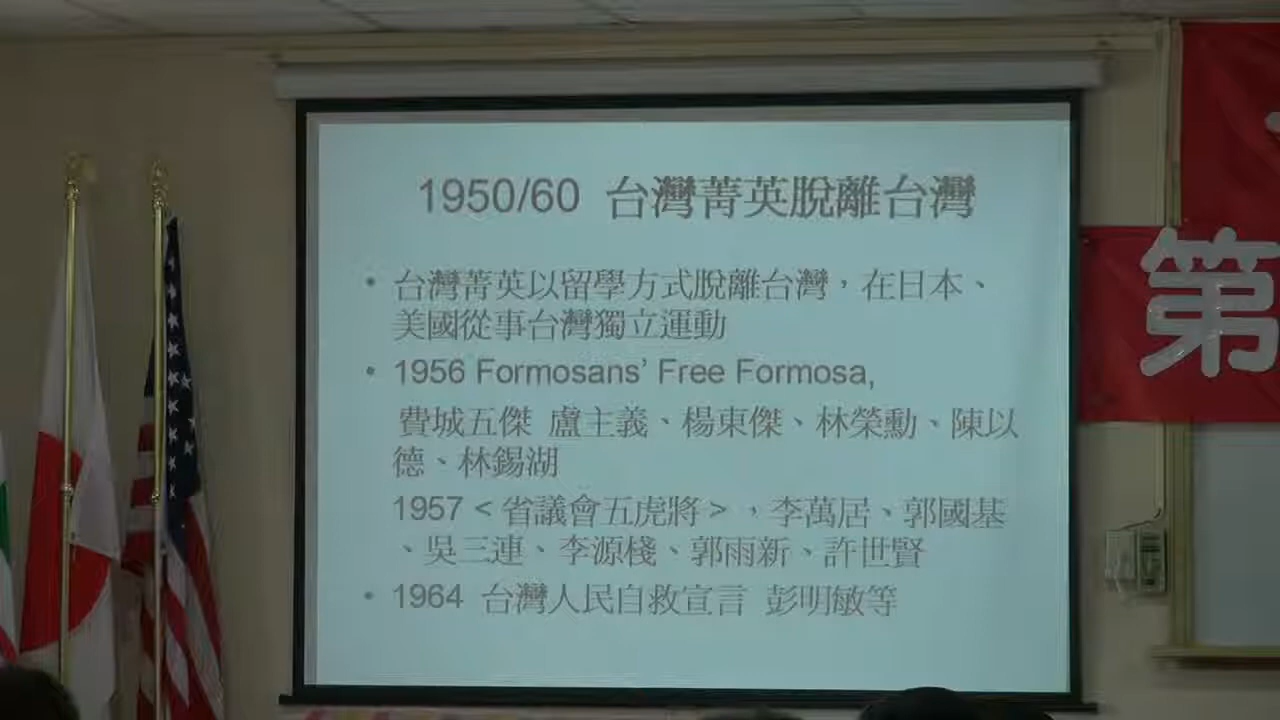 1950/60 台灣菁英脫離台灣
• 台灣菁英以留學方式脫離台灣，在日本、
美國從事台灣獨立運動
• 1956 Formosans’ Free Formosa,
費城五傑 盧主義、楊東傑、林榮勳、陳以
德、林錫湖
1957 < 省議會五虎將 > ，李萬居、郭國基
、吳三連、李源棧、郭雨新、許世賢
• 1964 台灣人民自救宣言 彭明敏等
第